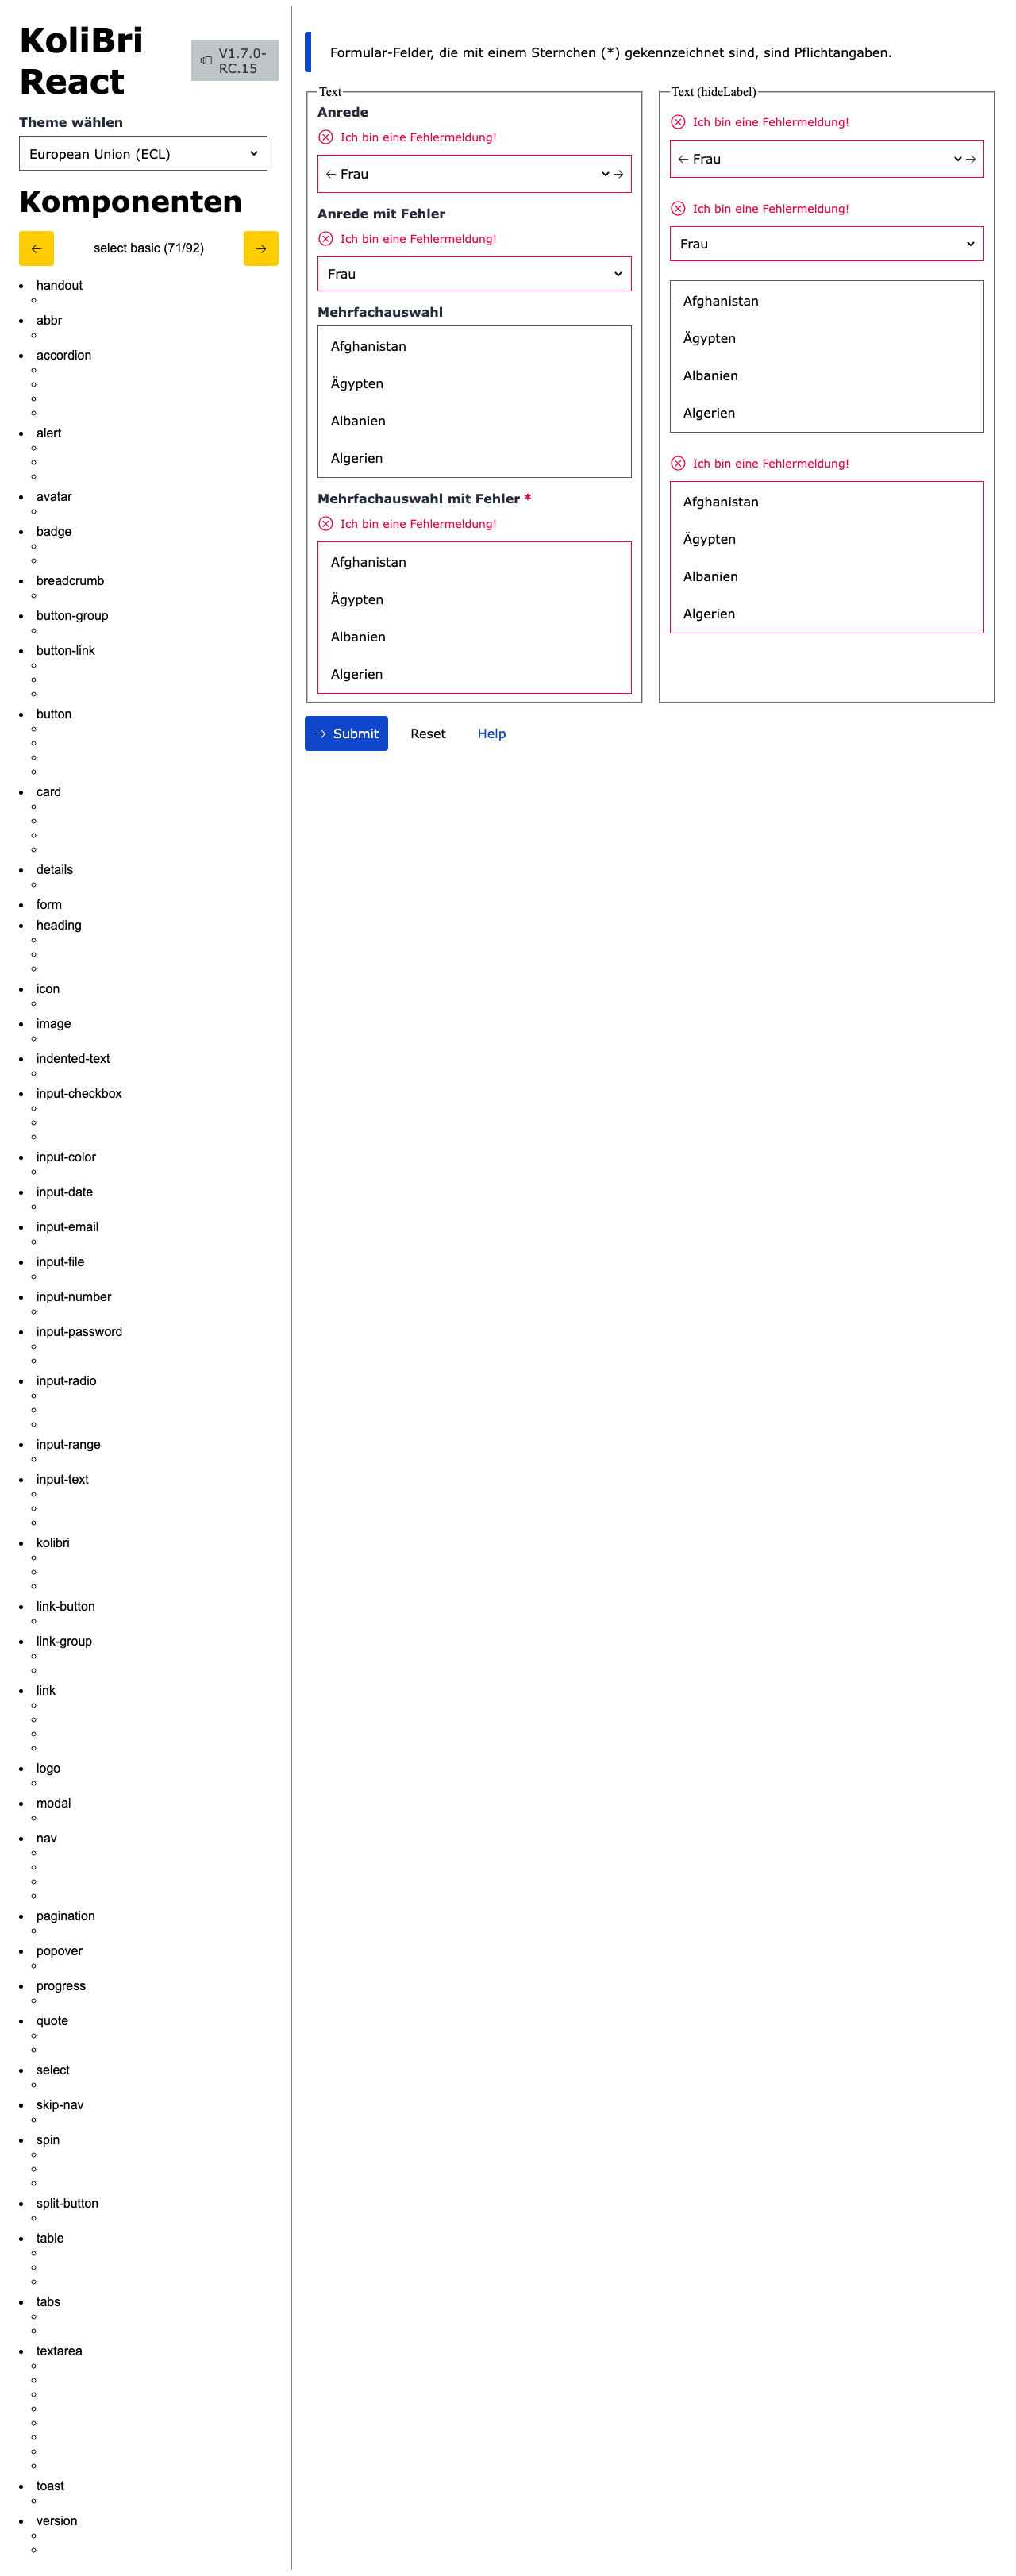 KoliBri
React
V1.7.0-
RC.15
Theme wählen
European Union (ECL)
Komponenten
select basic (71/92)
handout
abbr
accordion
alert
avatar
badge
breadcrumb
button-group
button-link
button
card
details
form
heading
icon
image
indented-text
input-checkbox
input-color
input-date
input-email
input-file
input-number
input-password
input-radio
input-range
input-text
kolibri
link-button
link-group
link
logo
modal
nav
pagination
popover
progress
quote
select
skip-nav
spin
split-button
table
tabs
textarea
toast
version
Formular-Felder, die mit einem Sternchen (*) gekennzeichnet sind, sind Pflichtangaben.
Text
Anrede
Ich bin eine Fehlermeldung!
Frau
Anrede mit Fehler
Ich bin eine Fehlermeldung!
Frau
Mehrfachauswahl
Afghanistan
Ägypten
Albanien
Algerien
Mehrfachauswahl mit Fehler *
Ich bin eine Fehlermeldung!
Afghanistan
Ägypten
Albanien
Algerien
Text (hideLabel)
Ich bin eine Fehlermeldung!
Frau
Ich bin eine Fehlermeldung!
Frau
Afghanistan
Ägypten
Albanien
Algerien
Ich bin eine Fehlermeldung!
Afghanistan
Ägypten
Albanien
Algerien
Submit
Reset
Help